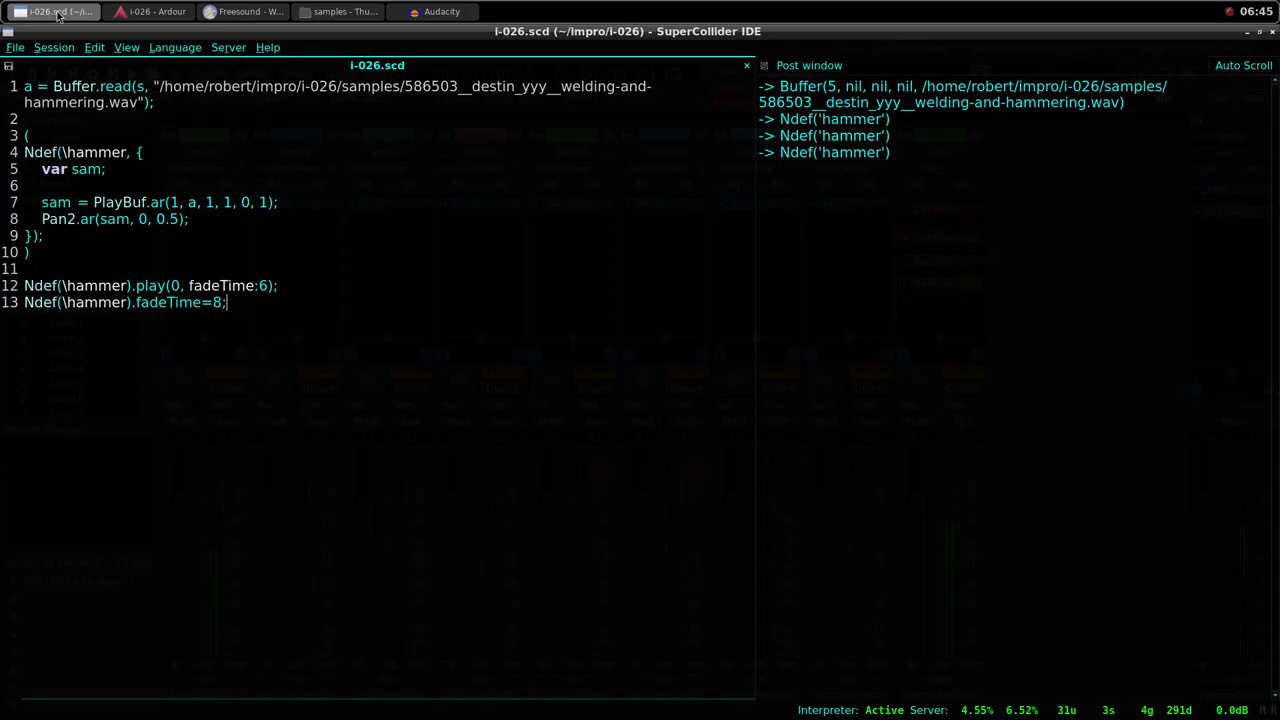 i-026.scd (~/i...
i-026 - Ardour
Freesound - W...
samples - Thu...
Audacity
06:45
i-026.scd (~/impro/i-026) - SuperCollider IDE
File Session Edit View Language Server Help
i-026.scd
Post window
Auto Scroll
1 a = Buffer.read(s, "/home/robert/impro/i-026/samples/586503__destin_yyy__welding-and-
hammering.wav");
2
3 (
4 Ndef(\hammer, {
5 var sam;
6
7 sam = PlayBuf.ar(1, a, 1, 1, 0, 1);
8 Pan2.ar(sam, 0, 0.5);
9 });
10 )
11
12 Ndef(\hammer).play(0, fadeTime:6);
13 Ndef(\hammer).fadeTime=8;
-> Buffer(5, nil, nil, nil, /home/robert/impro/i-026/samples/
586503__destin_yyy__welding-and-hammering.wav)
-> Ndef('hammer')
-> Ndef('hammer')
-> Ndef('hammer')
Interpreter: Active Server: 4.55% 6.52% 31u 3s 4g 291d 0.0dB M R